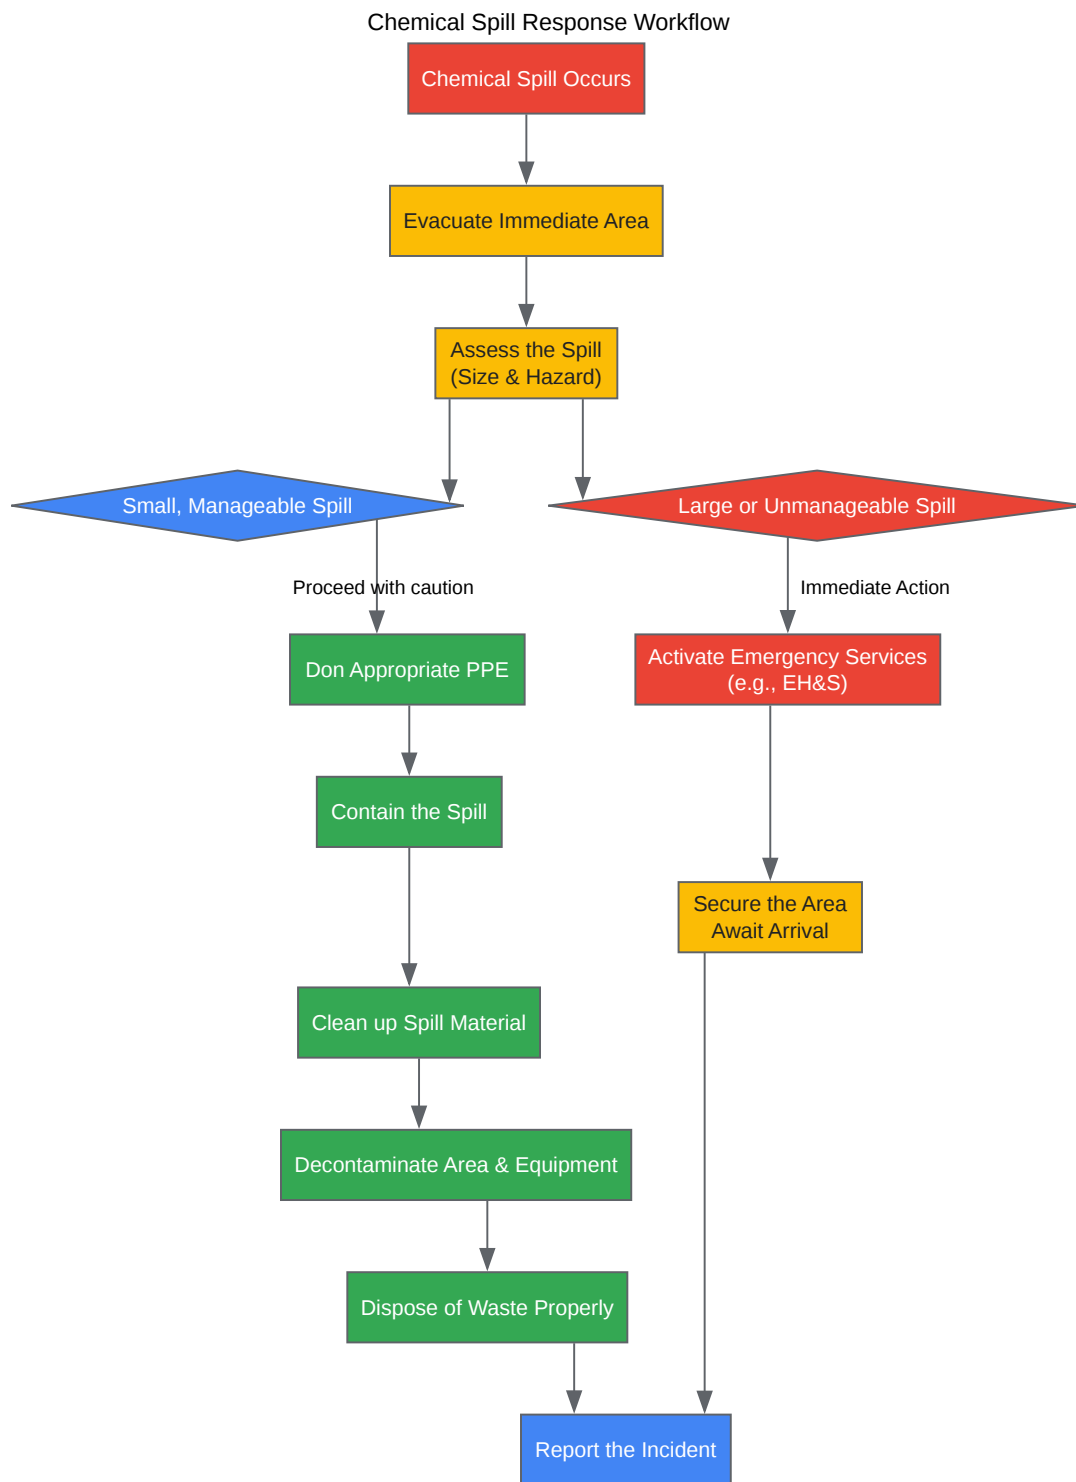 Chemical Spill Response Workflow
Chemical Spill Occurs
Evacuate Immediate Area
Assess the Spill
(Size & Hazard)
Small, Manageable Spill
Large or Unmanageable Spill
Proceed with caution
Immediate Action
Don Appropriate PPE
Activate Emergency Services
(e.g., EH&S)
Contain the Spill
Secure the Area
Await Arrival
Clean up Spill Material
Decontaminate Area & Equipment
Dispose of Waste Properly
Report the Incident